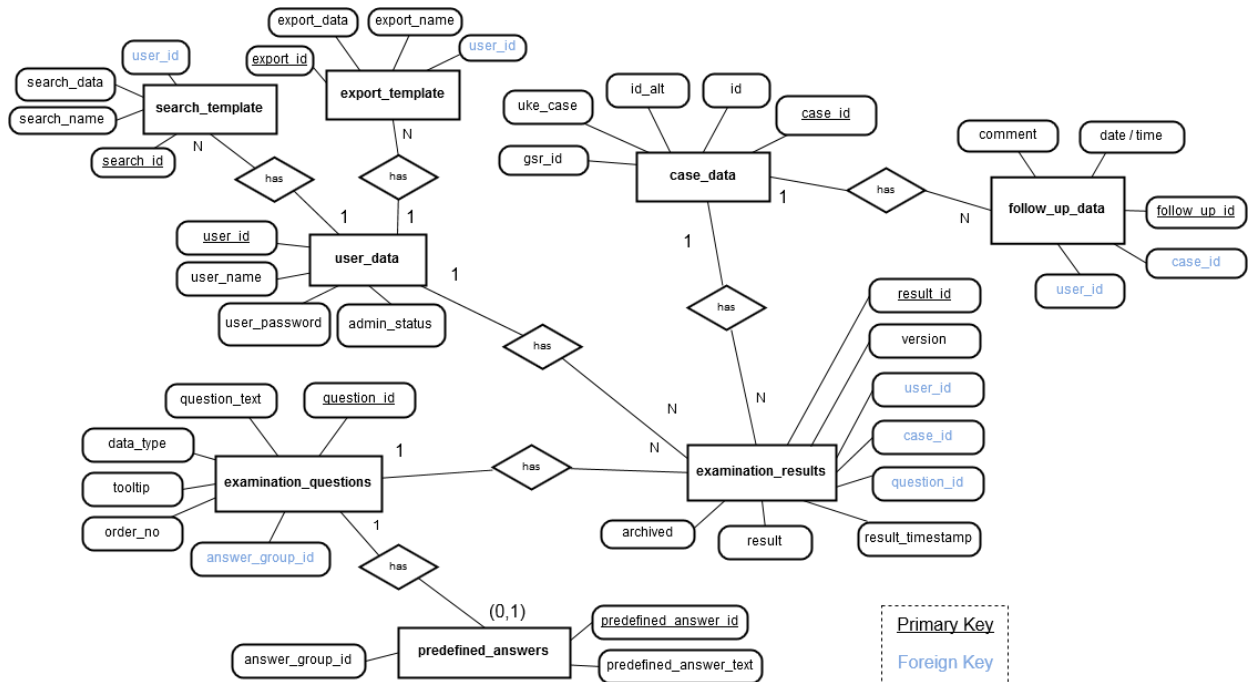 export_data
export_name
user_id
export_id
export_template
user_id
search_data
search_name
search_template
search_id
N
N
has
has
1
1
user_id
user_name
user_data
user_password
admin_status
1
id_alt
id
uke_case
case_id
gsr_id
case_data
1
1
has
N
comment
date / time
follow_up_data
follow_up_id
case_id
user_id
has
has
N
N
N
result_id
version
user_id
case_id
question_id
examination_results
archived
result
result_timestamp
question_text
question_id
data_type
tooltip
order_no
examination_questions
answer_group_id
1
has
1
has
(0,1)
predefined_answer_id
answer_group_id
predefined_answers
predefined_answer_text
Primary Key
Foreign Key